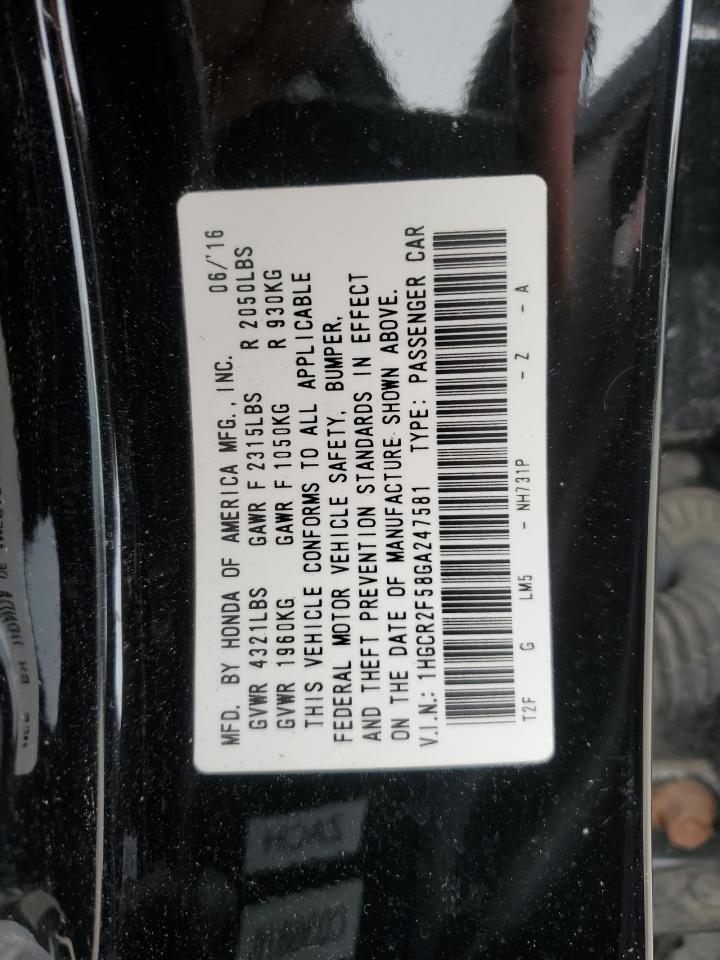 MFD. BY HONDA OF AMERICA MFG., INC. 06/'16
GVWR 4321LBS GAWR F 2315LBS R 2050LBS
GVWR 1960KG GAWR F 1050KG R 930KG
THIS VEHICLE CONFORMS TO ALL APPLICABLE
FEDERAL MOTOR VEHICLE SAFETY, BUMPER,
AND THEFT PREVENTION STANDARDS IN EFFECT
ON THE DATE OF MANUFACTURE SHOWN ABOVE.
V.I.N.: 1HGCR2F58GA247581 TYPE: PASSENGER CAR
T2F G LM5 - NH731P - Z - A